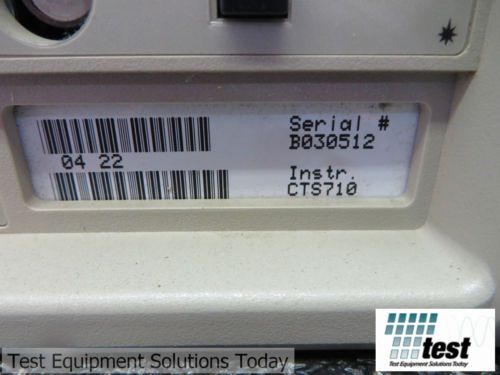 Serial #
B030512
04 22
Instr.
CTS710
test
Test Equipment Solutions Today
Test Equipment Solutions Today